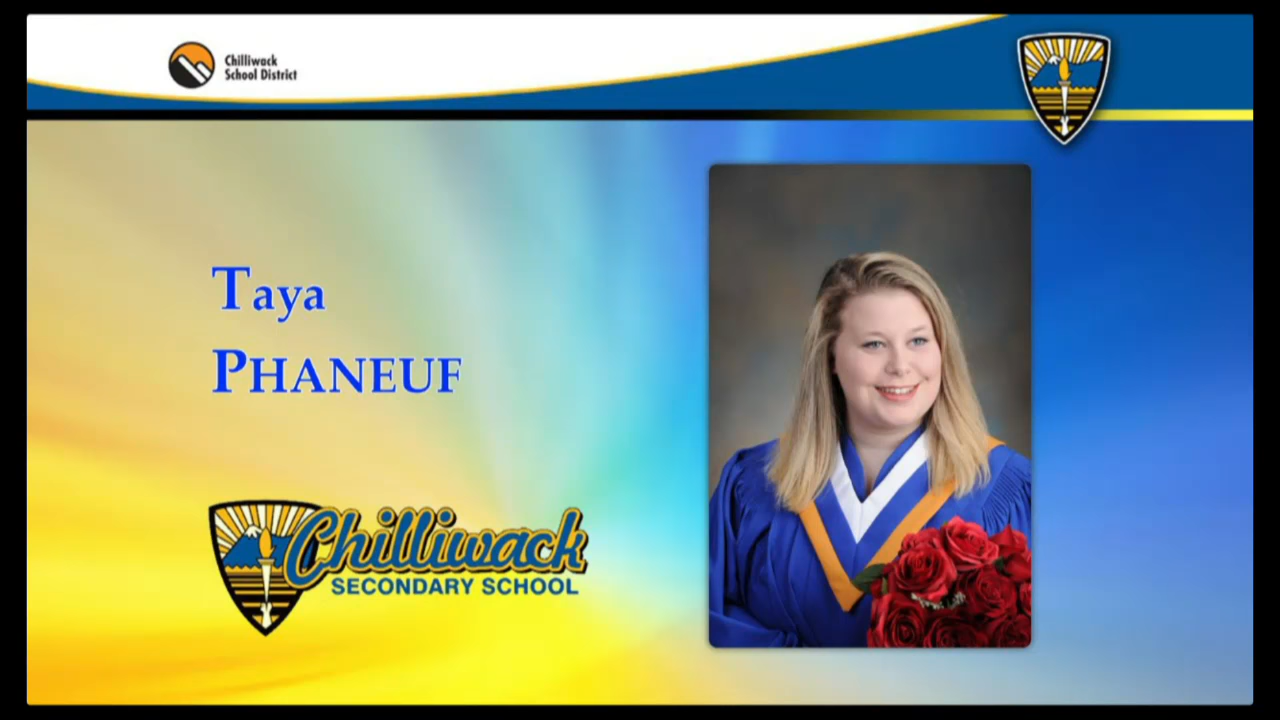 Chilliwack
School District
Taya
PHANEUF
Chilliwack
SECONDARY SCHOOL